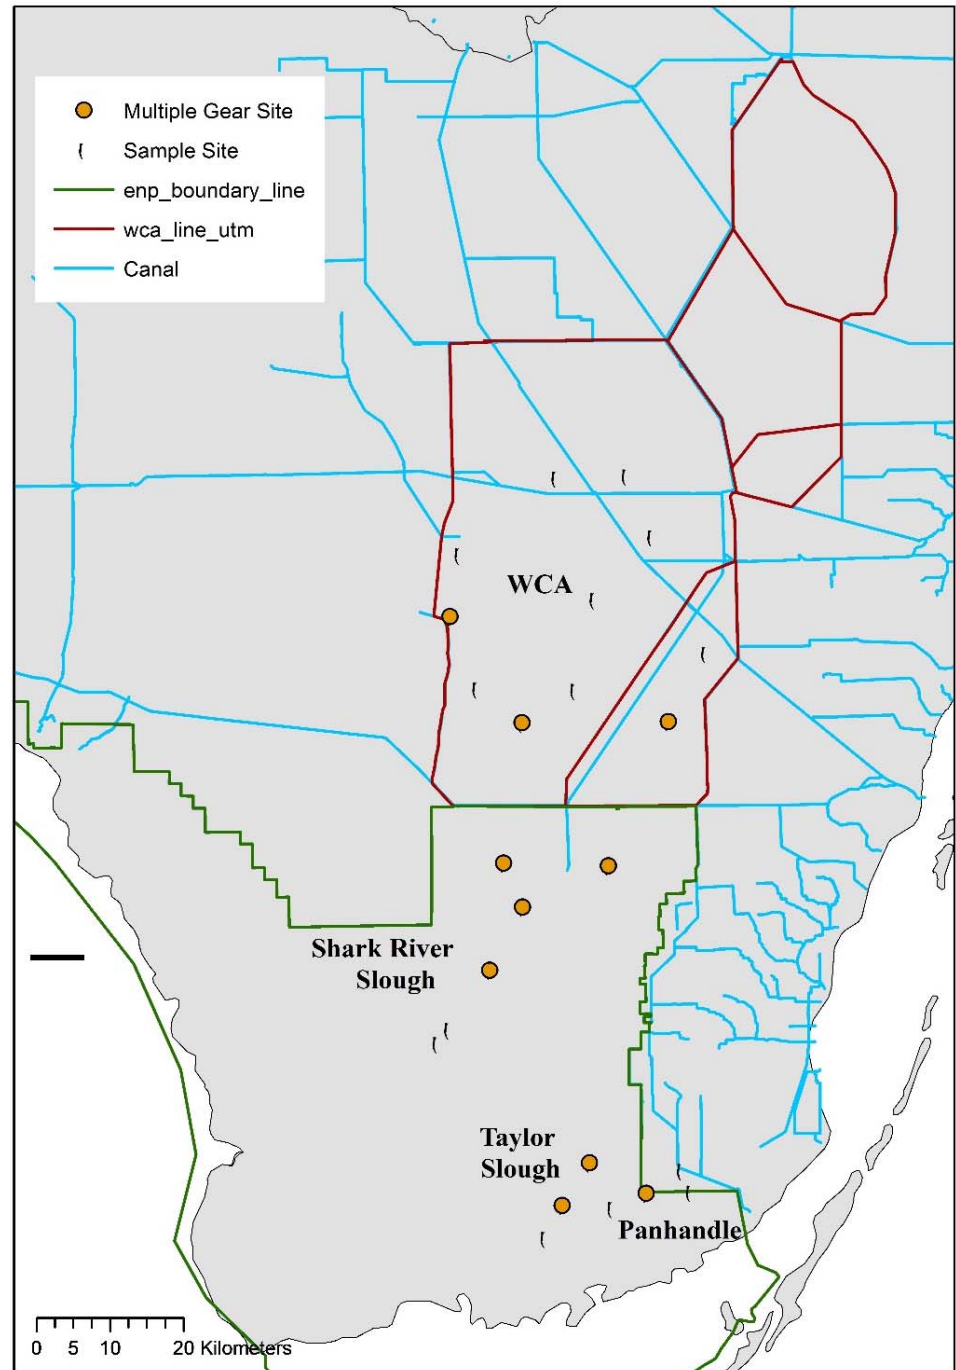 Multiple Gear Site
Sample Site
enp_boundary_line
wca_line_utm
Canal
WCA
Shark River
Slough
Taylor
Slough
Panhandle
0 5 10 20 Kilometers